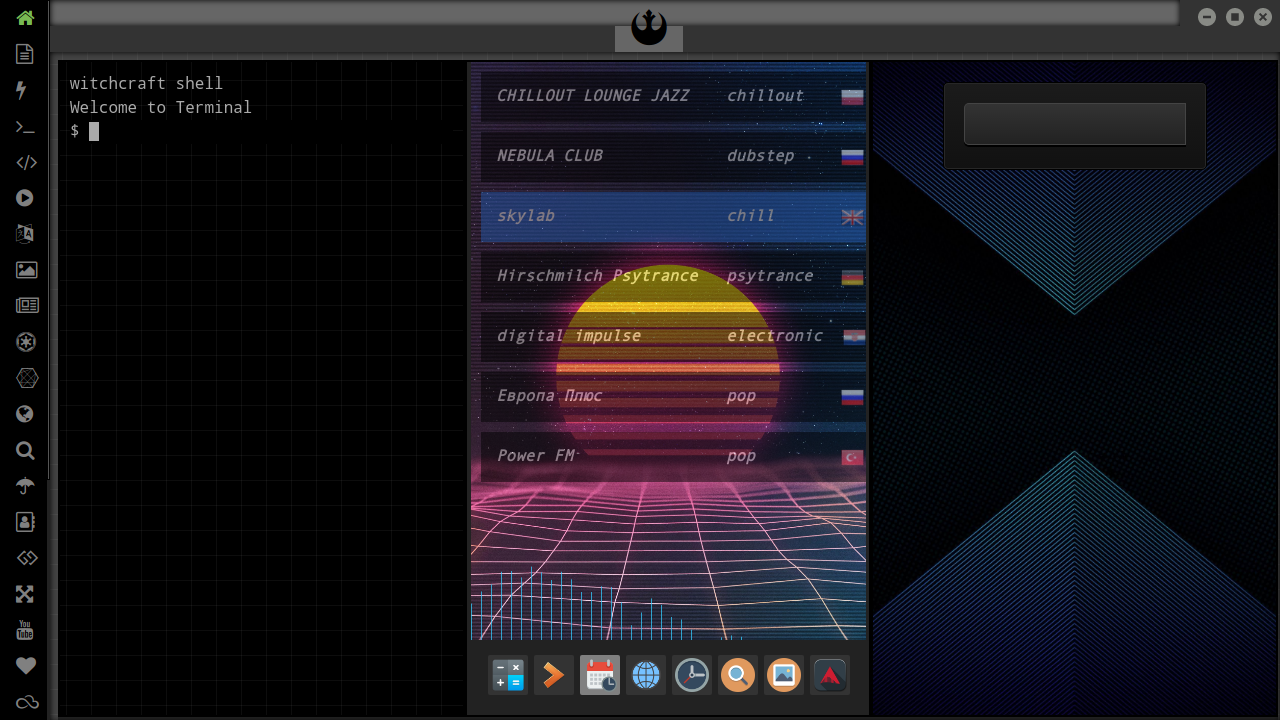 witchcraft shell
Welcome to Terminal
$
CHILLOUT LOUNGE JAZZ chillout
NEBULA CLUB dubstep
skylab chill
Hirschmilch Psytrance psytrance
digital impulse electronic
Европа Плюс pop
Power FM pop
You
Tube